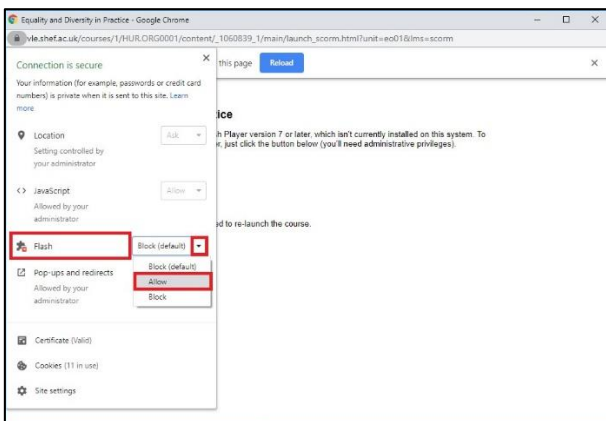 Equality and Diversity in Practice - Google Chrome
vle.shef.ac.uk/courses/1/HUR.ORG0001/content/_1060839_1/main/launch_scorm.html?unit=eo01&lms=scorm
Connection is secure
Your information (for example, passwords or credit card
numbers) is private when it is sent to this site. Learn
more
this page Reload
ice
h Player version 7 or later, which isn't currently installed on this system. To
r, just click the button below (you'll need administrative privileges).
Location Ask
Setting controlled by
your administrator
JavaScript Allow
Allowed by your
administrator
ed to re-launch the course.
Flash Block (default)
Block (default)
Allow
Block
Pop-ups and redirects
Allowed by your
administrator
Certificate (Valid)
Cookies (11 in use)
Site settings